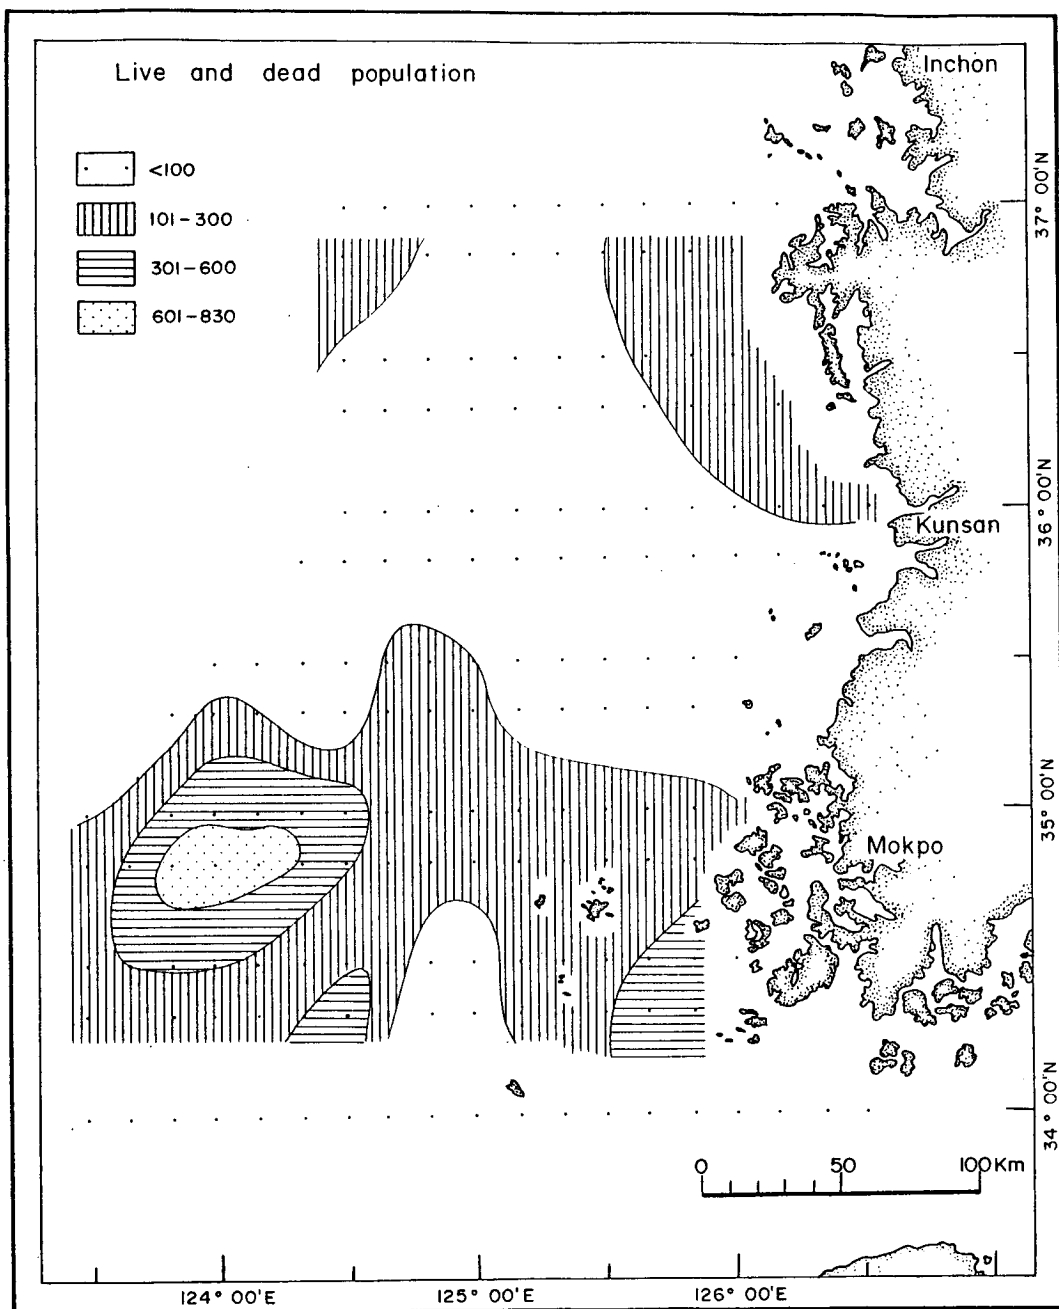 Live and dead population
<100
101-300
301-600
601-830
Inchon
37° 00'N
36° 00'N
Kunsan
35° 00'N
Mokpo
34° 00'N
0 50 100Km
124° 00'E 125° 00'E 126° 00'E